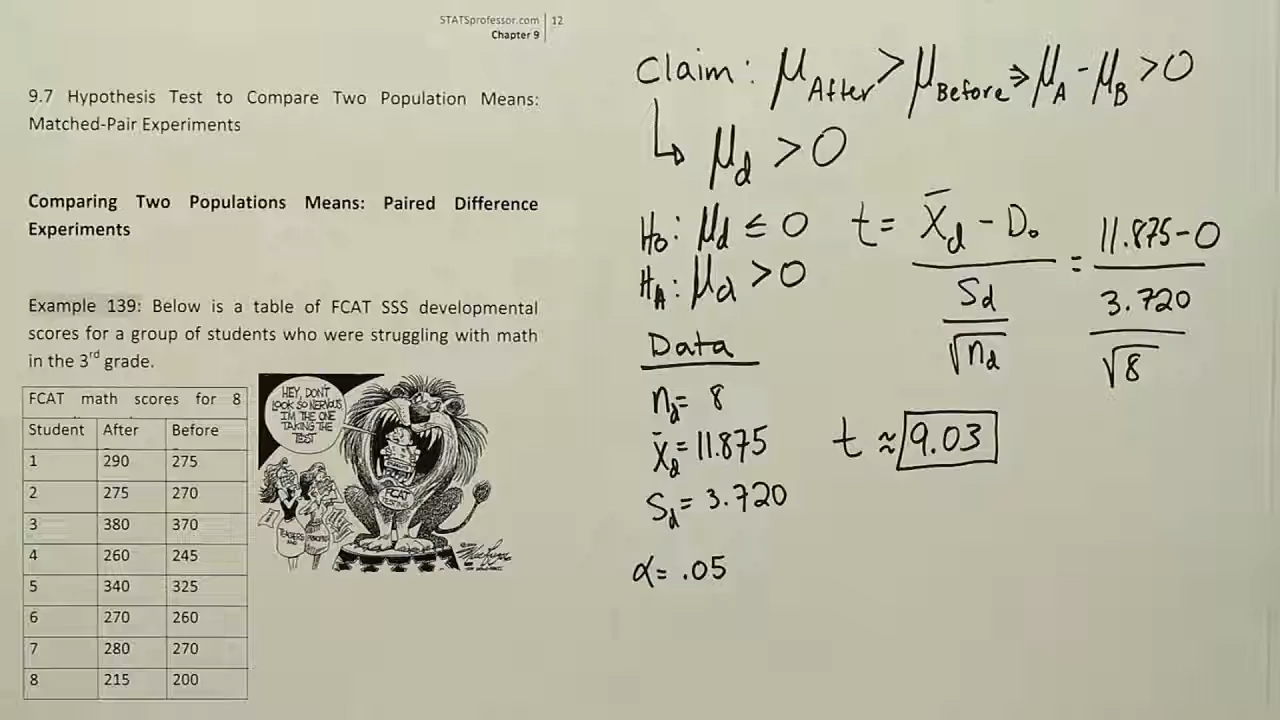 STATSprofessor.com 12
Chapter 9
9.7 Hypothesis Test to Compare Two Population Means:
Matched-Pair Experiments
Comparing Two Populations Means: Paired Difference
Experiments
Example 139: Below is a table of FCAT SSS developmental
scores for a group of students who were struggling with math
in the 3rd grade.
FCAT math scores for 8
Student After Before
1 290 275
2 275 270
3 380 370
4 260 245
5 340 325
6 270 260
7 280 270
8 215 200
HEY, DON'T
LOOK SO NERVOUS
I'M THE ONE
TAKING THE
TEST
FCAT
TESTING
TEACHERS
AND
Claim: μAfter > μBefore ⇒ μA - μB > 0
↳ μd > 0
H0: μd ≤ 0
HA: μd > 0
t = (x̄d - D0) / (Sd / √nd) = (11.875 - 0) / (3.720 / √8)
Data
nd = 8
x̄d = 11.875
Sd = 3.720
t ≈ 9.03
α = .05